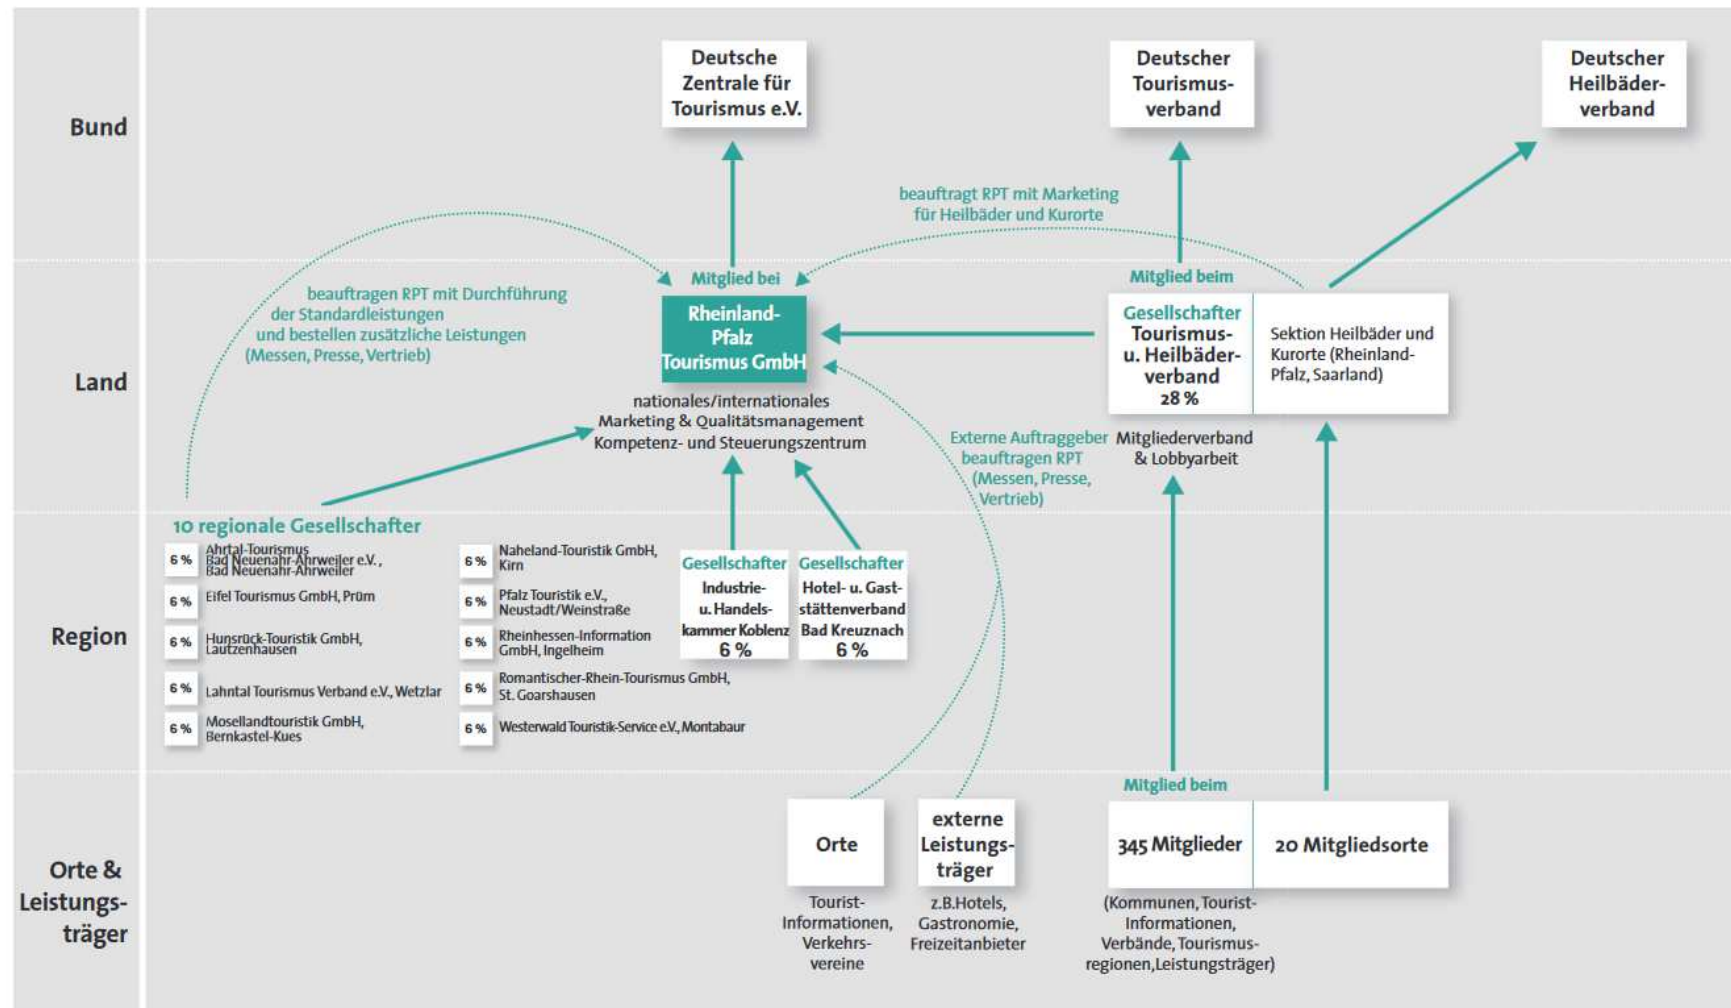 Bund
Deutsche
Zentrale für
Tourismus e.V.
Deutscher
Tourismus-
verband
Deutscher
Heilbäder-
verband
beauftragt RPT mit Marketing
für Heilbäder und Kurorte
Land
beauftragen RPT mit Durchführung
der Standardleistungen
und bestellen zusätzliche Leistungen
(Messen, Presse, Vertrieb)
Mitglied bei
Rheinland-
Pfalz
Tourismus GmbH
nationales/internationales
Marketing & Qualitätsmanagement
Kompetenz- und Steuerungszentrum
Mitglied beim
Gesellschafter
Tourismus-
u. Heilbäder-
verband
28 %
Sektion Heilbäder und
Kurorte (Rheinland-
Pfalz, Saarland)
Externe Auftraggeber
beauftragen RPT
(Messen, Presse,
Vertrieb)
Mitgliederverband
& Lobbyarbeit
Region
10 regionale Gesellschafter
6 %
Ahrtal-Tourismus
Bad Neuenahr-Ahrweiler e.V.,
Bad Neuenahr-Ahrweiler
6 %
Eifel Tourismus GmbH, Prüm
6 %
Hunsrück-Touristik GmbH,
Lautzenhausen
6 %
Lahntal Tourismus Verband e.V., Wetzlar
6 %
Mosellandtouristik GmbH,
Bernkastel-Kues
6 %
Naheland-Touristik GmbH,
Kirn
6 %
Pfalz Touristik e.V.,
Neustadt/Weinstraße
6 %
Rheinhessen-Information
GmbH, Ingelheim
6 %
Romantischer-Rhein-Tourismus GmbH,
St. Goarshausen
6 %
Westerwald Touristik-Service e.V., Montabaur
Gesellschafter
Industrie-
u. Handels-
kammer Koblenz
6 %
Gesellschafter
Hotel- u. Gast-
stättenverband
Bad Kreuznach
6 %
Orte &
Leistungs-
träger
Orte
Tourist-
Informationen,
Verkehrs-
vereine
externe
Leistungs-
träger
z.B.Hotels,
Gastronomie,
Freizeitanbieter
Mitglied beim
345 Mitglieder
20 Mitgliedsorte
(Kommunen, Tourist-
Informationen,
Verbände, Tourismus-
regionen,Leistungsträger)